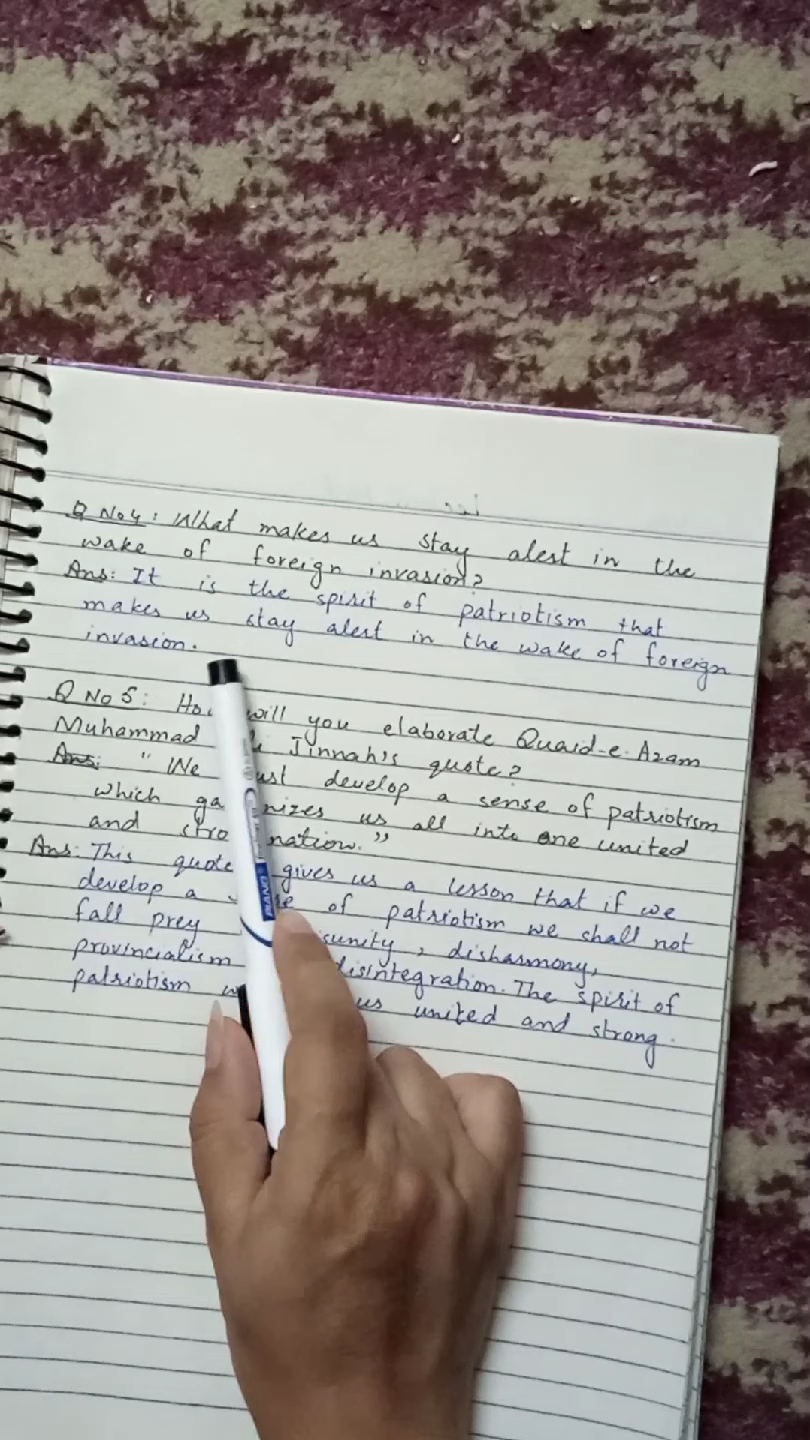 Q No 4: What makes us stay alert in the
wake of foreign invasion?
Ans: It is the spirit of patriotism that
makes us stay alert in the wake of foreign
invasion.
Q No 5: How will you elaborate Quaid-e-Azam
Muhammad Jinnah's quote?
Ans: "We develop a sense of patriotism
which us all into one united
and nation."
Ans: This quote gives us a lesson that if we
develop a of patriotism we shall not
fall prey disunity, disharmony,
provincialism disintegration. The spirit of
patriotism us united and strong.
PIANO